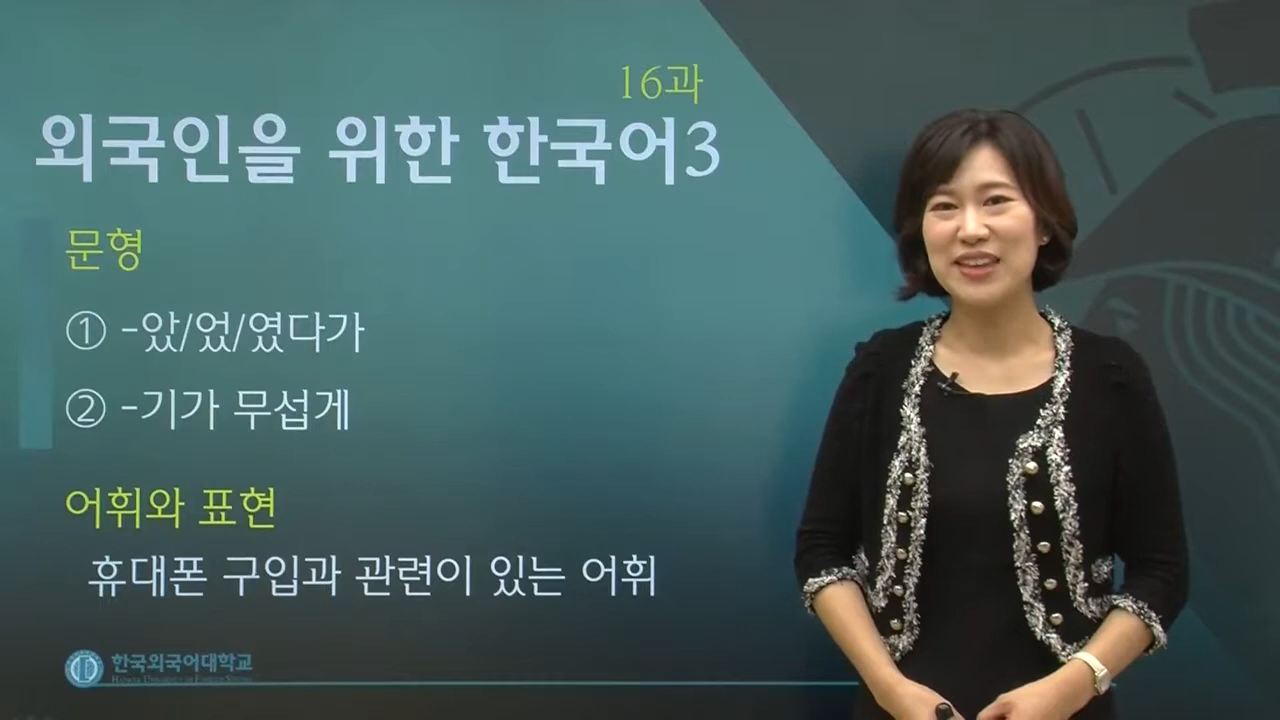 16과
외국인을 위한 한국어3
문형
① -았/었/였다가
② -기가 무섭게
어휘와 표현
휴대폰 구입과 관련이 있는 어휘
한국외국어대학교